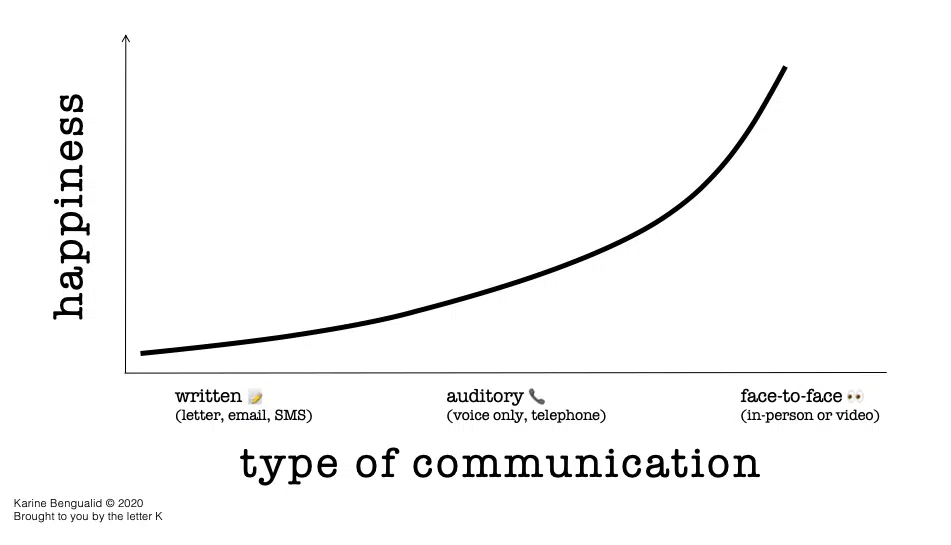 happiness
written 📝
(letter, email, SMS)
auditory 📞
(voice only, telephone)
face-to-face 👀
(in-person or video)
type of communication
Karine Bengualid © 2020
Brought to you by the letter K